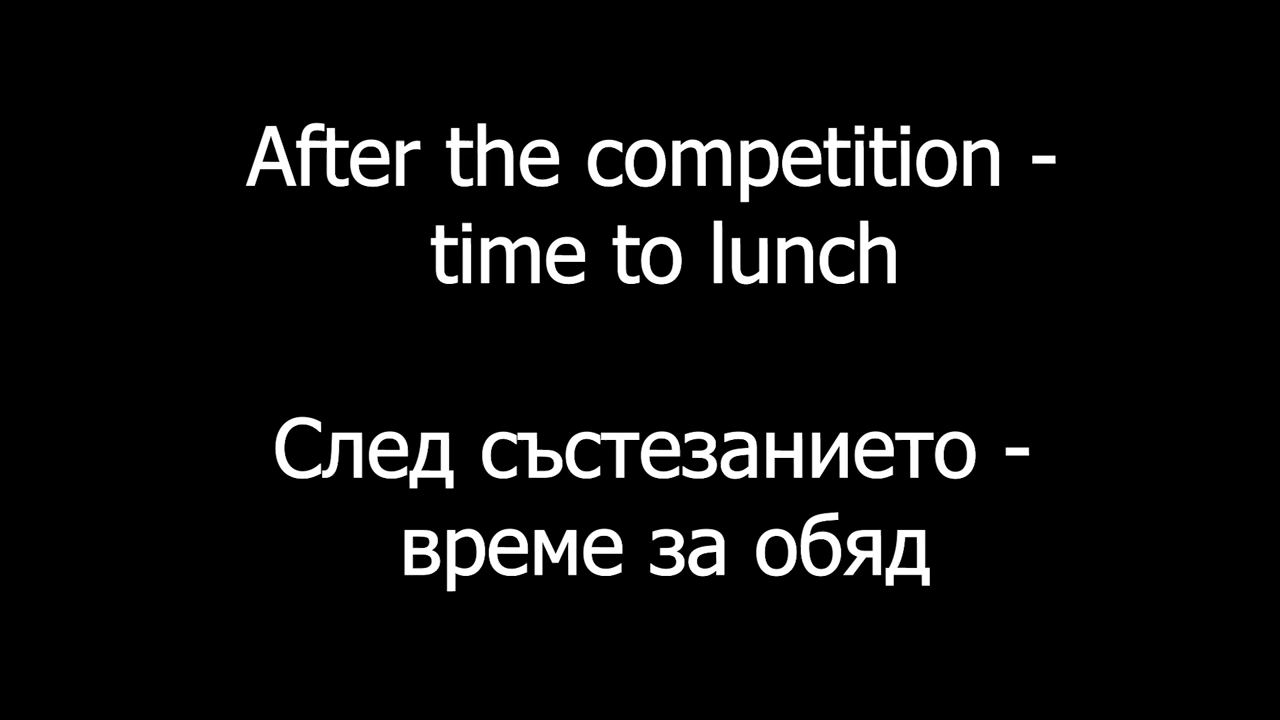 After the competition -
time to lunch
След състезанието -
време за обяд